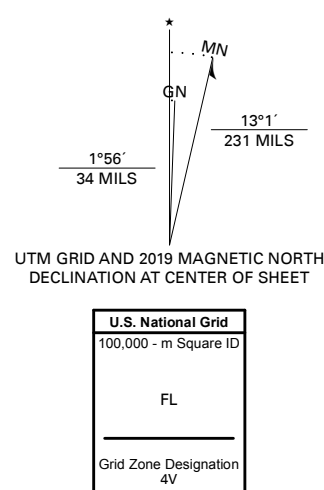 ★
MN
GN
13°1´
231 MILS
1°56´
34 MILS
UTM GRID AND 2019 MAGNETIC NORTH
DECLINATION AT CENTER OF SHEET
U.S. National Grid
100,000 - m Square ID
FL
Grid Zone Designation
4V